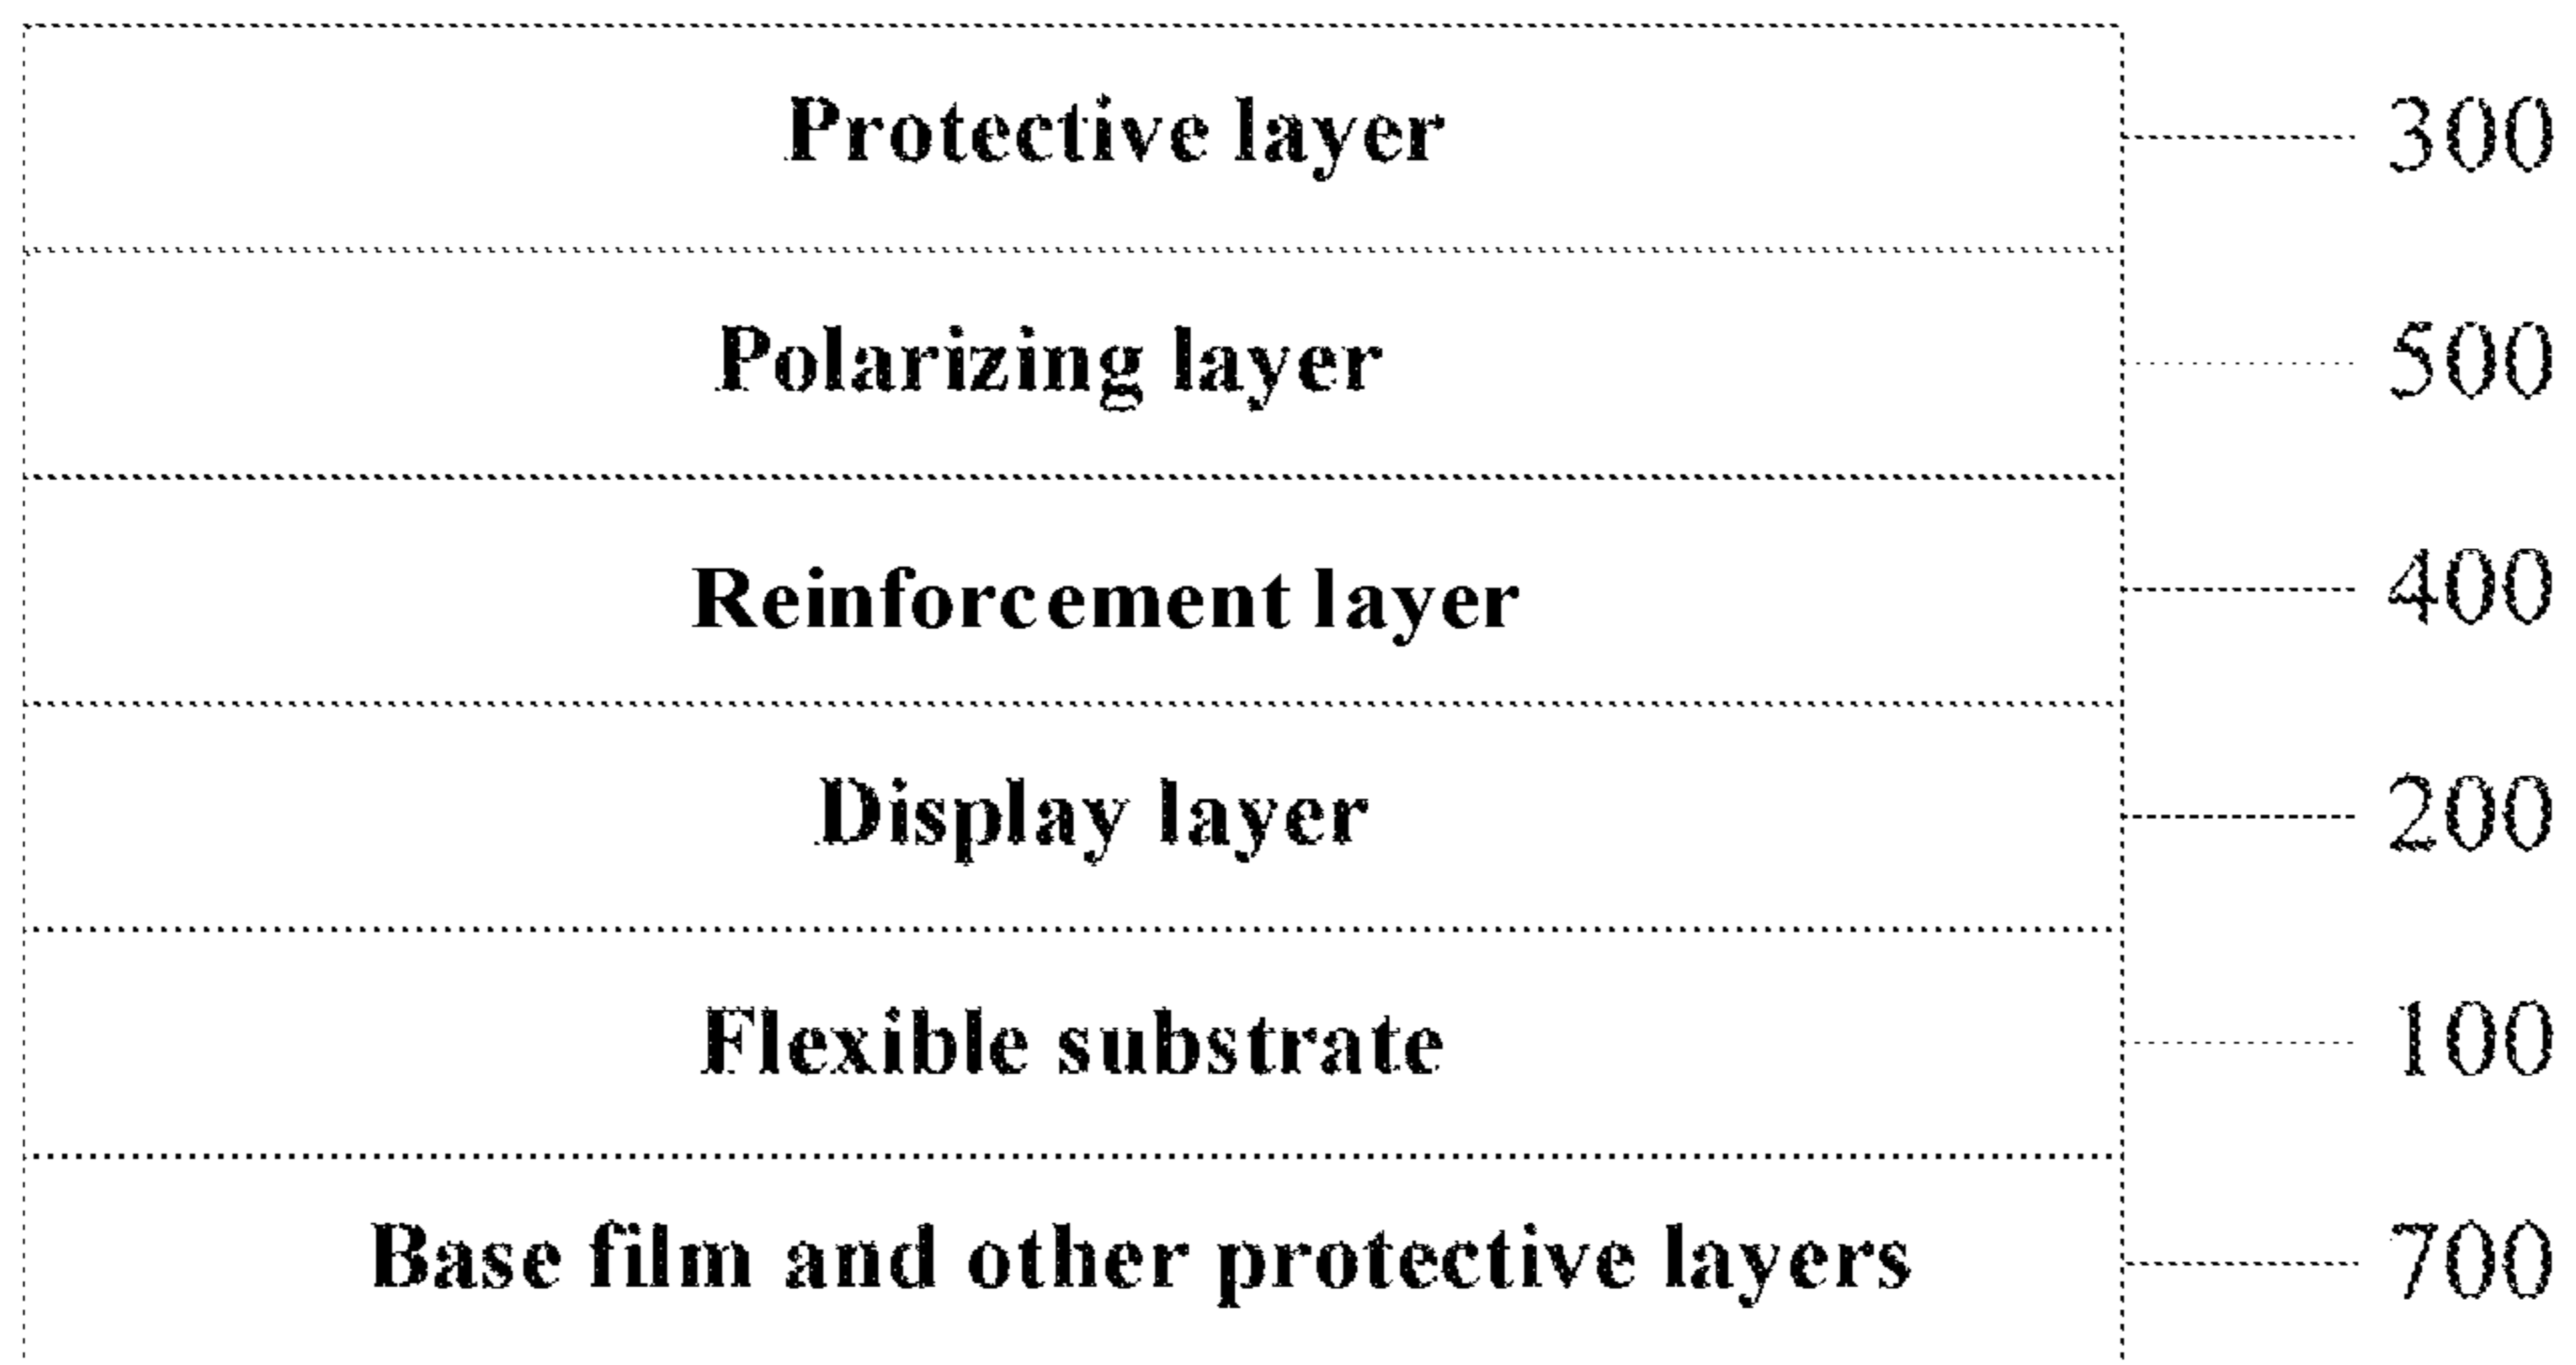 Protective layer 300
Polarizing layer 500
Reinforcement layer 400
Display layer 200
Flexible substrate 100
Base film and other protective layers 700